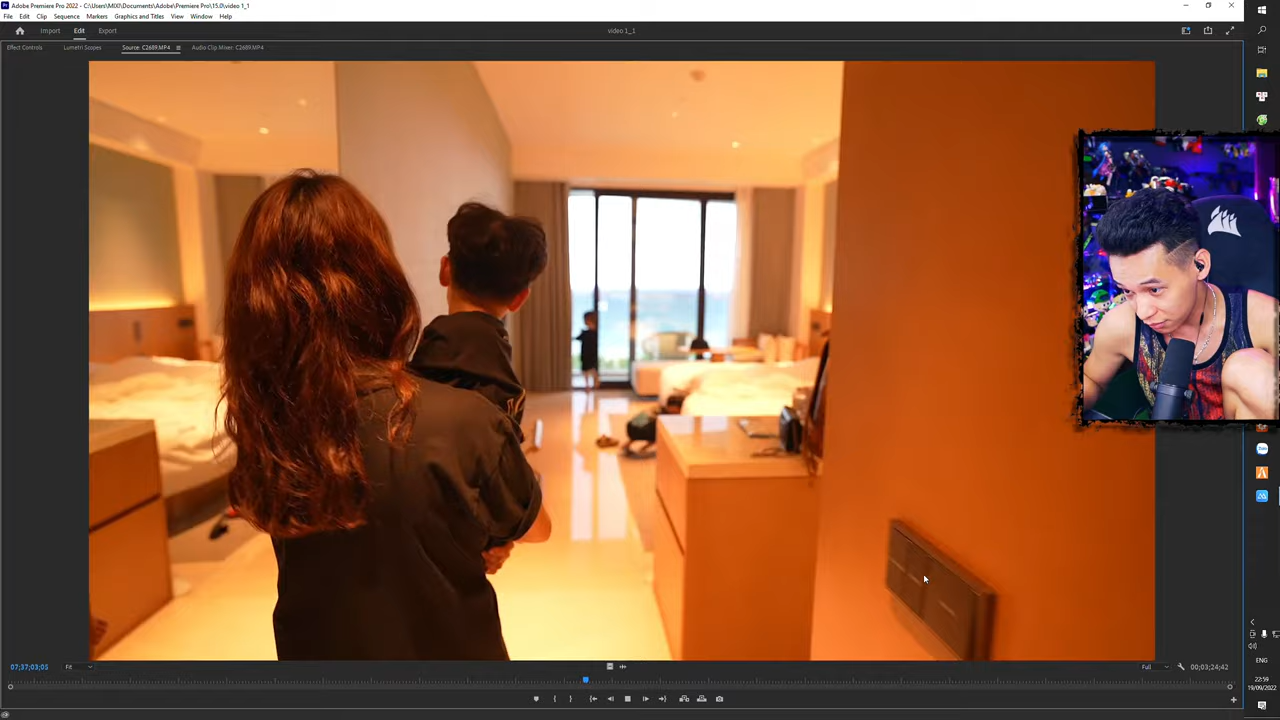 Adobe Premiere Pro 2022 - C:\Users\MIXI\Documents\Adobe\Premiere Pro\15.0\video 1_1
File Edit Clip Sequence Markers Graphics and Titles View Window Help
Import Edit Export
video 1_1
Effect Controls Lumetri Scopes Source: C2689.MP4 Audio Clip Mixer: C2689.MP4
07;37;03;05
Fit
Full
00;03;24;42
ENG
22:59
19/09/2022